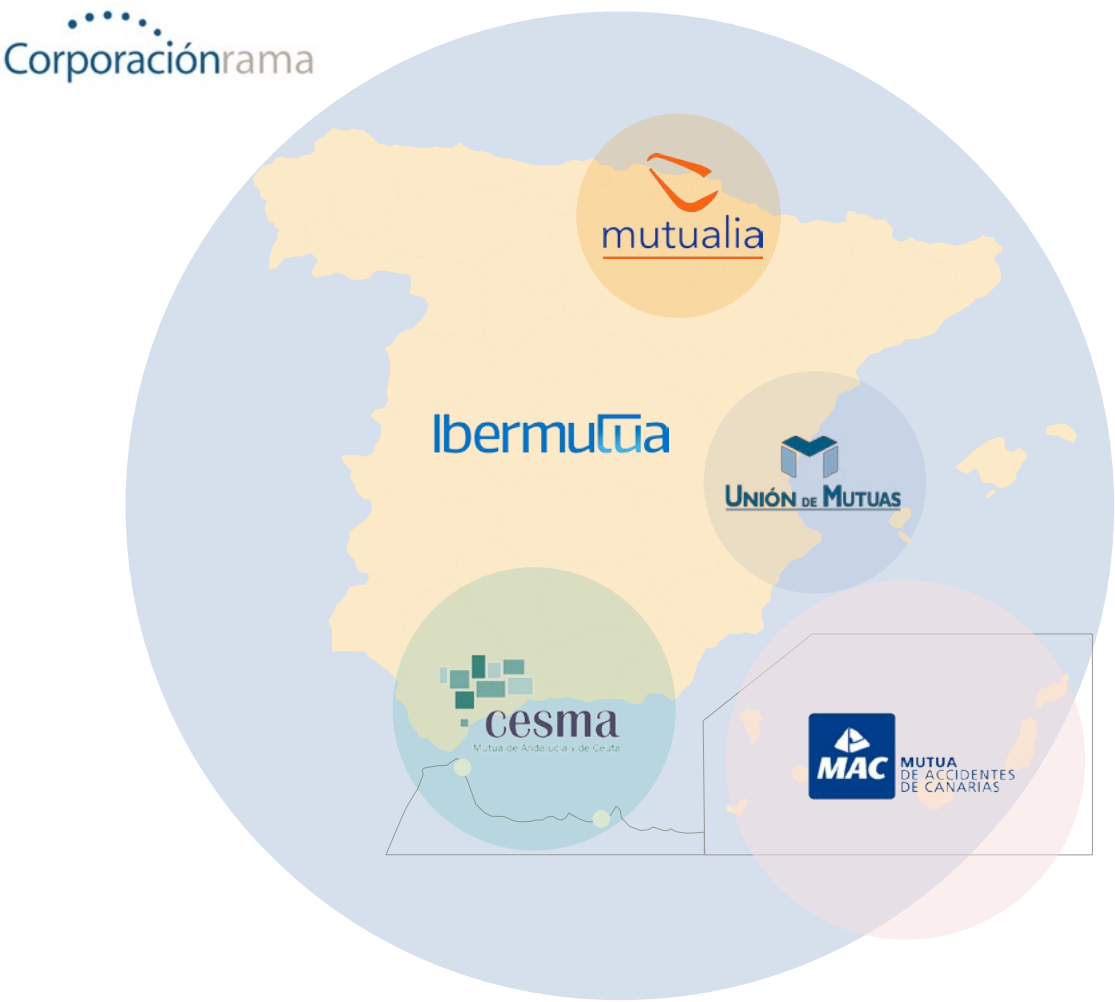 Corporaciónrama
mutualia
Ibermutua
UNIÓN DE MUTUAS
cesma
Mutua de Andalucía y de Ceuta
MAC
MUTUA
DE ACCIDENTES
DE CANARIAS